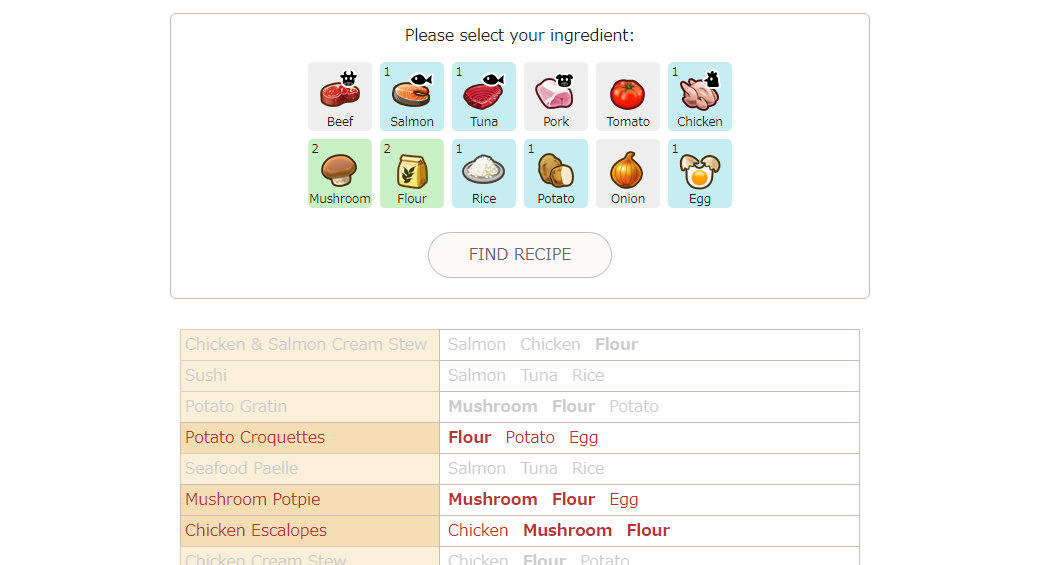 Please select your ingredient:
1 1 1
Beef Salmon Tuna Pork Tomato Chicken
2 2 1 1 1
Mushroom Flour Rice Potato Onion Egg
FIND RECIPE
Chicken & Salmon Cream Stew Salmon Chicken Flour
Sushi Salmon Tuna Rice
Potato Gratin Mushroom Flour Potato
Potato Croquettes Flour Potato Egg
Seafood Paelle Salmon Tuna Rice
Mushroom Potpie Mushroom Flour Egg
Chicken Escalopes Chicken Mushroom Flour
Chicken Cream Stew Chicken Flour Potato